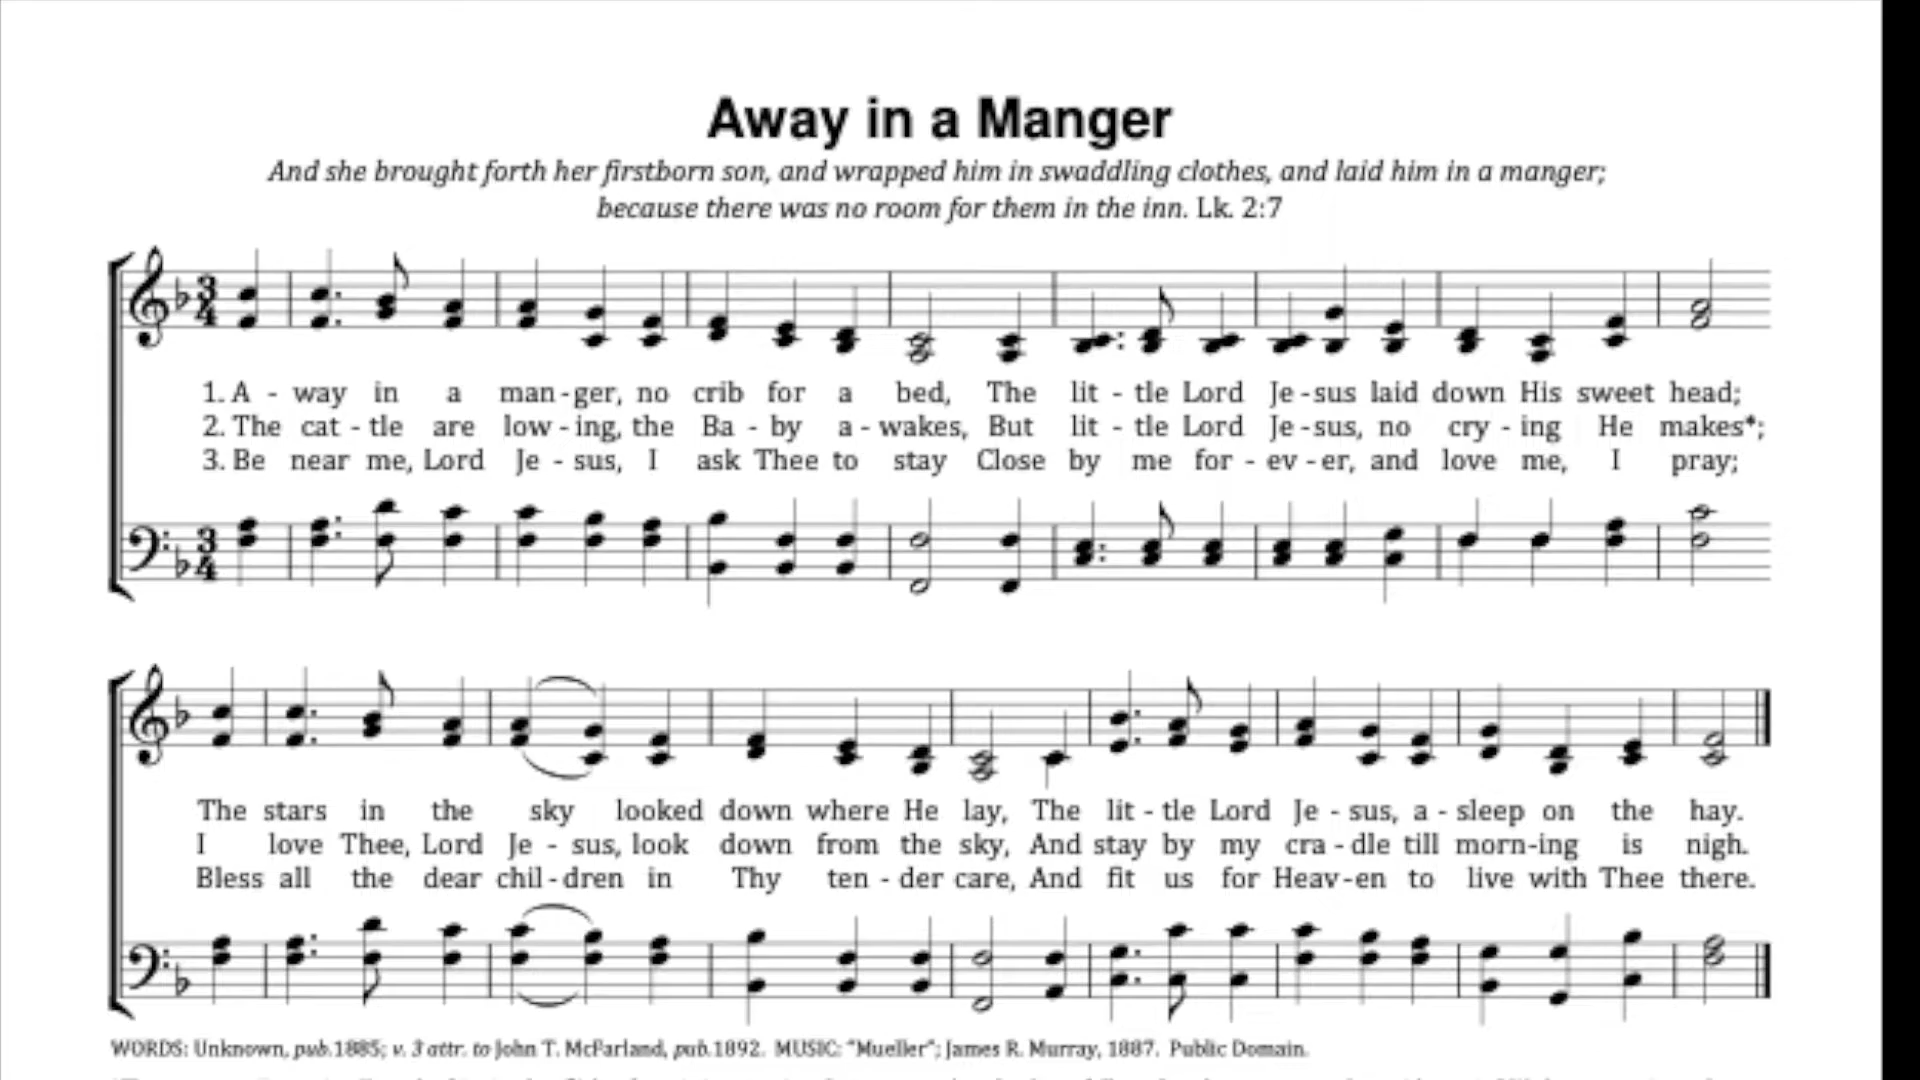 Away in a Manger
And she brought forth her firstborn son, and wrapped him in swaddling clothes, and laid him in a manger;
because there was no room for them in the inn. Lk. 2:7
3
4
1. A - way in a man - ger, no crib for a bed, The lit - tle Lord Je - sus laid down His sweet head;
2. The cat - tle are low - ing, the Ba - by a - wakes, But lit - tle Lord Je - sus, no cry - ing He makes*;
3. Be near me, Lord Je - sus, I ask Thee to stay Close by me for - ev - er, and love me, I pray;
3
4
The stars in the sky looked down where He lay, The lit - tle Lord Je - sus, a - sleep on the hay.
I love Thee, Lord Je - sus, look down from the sky, And stay by my cra - dle till morn - ing is nigh.
Bless all the dear chil - dren in Thy ten - der care, And fit us for Heav - en to live with Thee there.
WORDS: Unknown, pub.1885; v. 3 attr. to John T. McFarland, pub.1892. MUSIC: "Mueller"; James R. Murray, 1887. Public Domain.